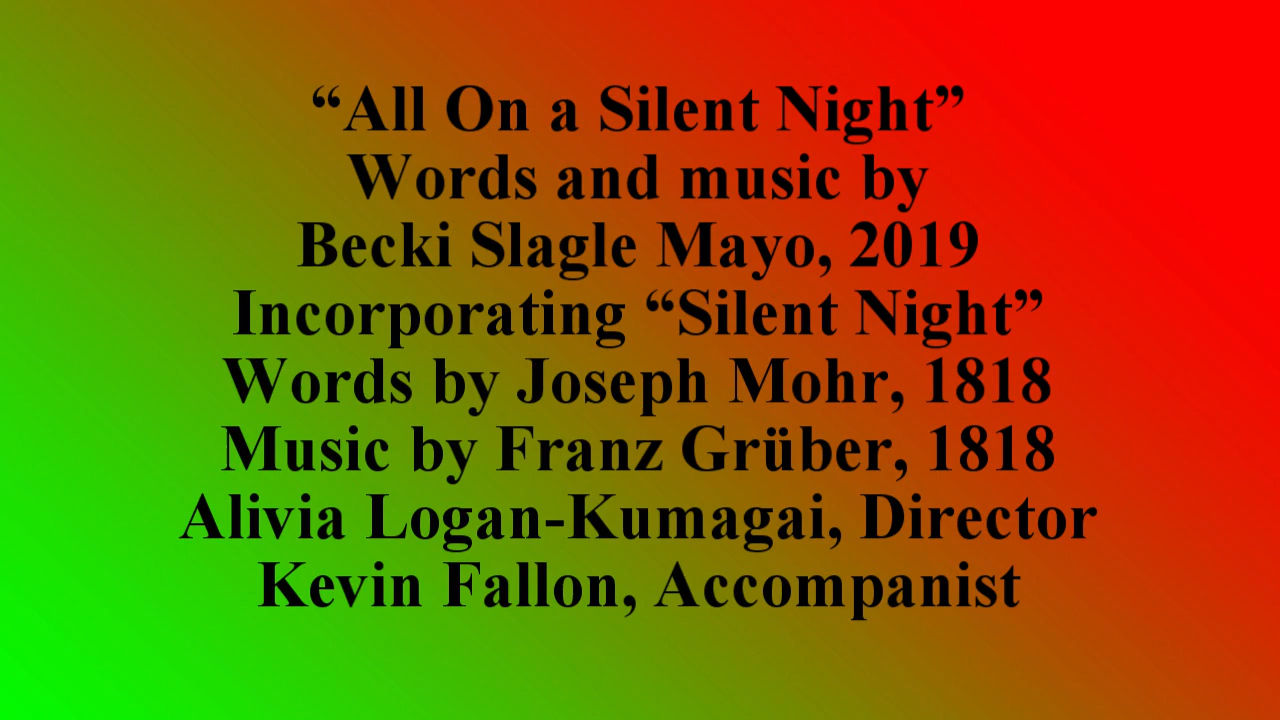 “All On a Silent Night”
Words and music by
Becki Slagle Mayo, 2019
Incorporating “Silent Night”
Words by Joseph Mohr, 1818
Music by Franz Grüber, 1818
Alivia Logan-Kumagai, Director
Kevin Fallon, Accompanist